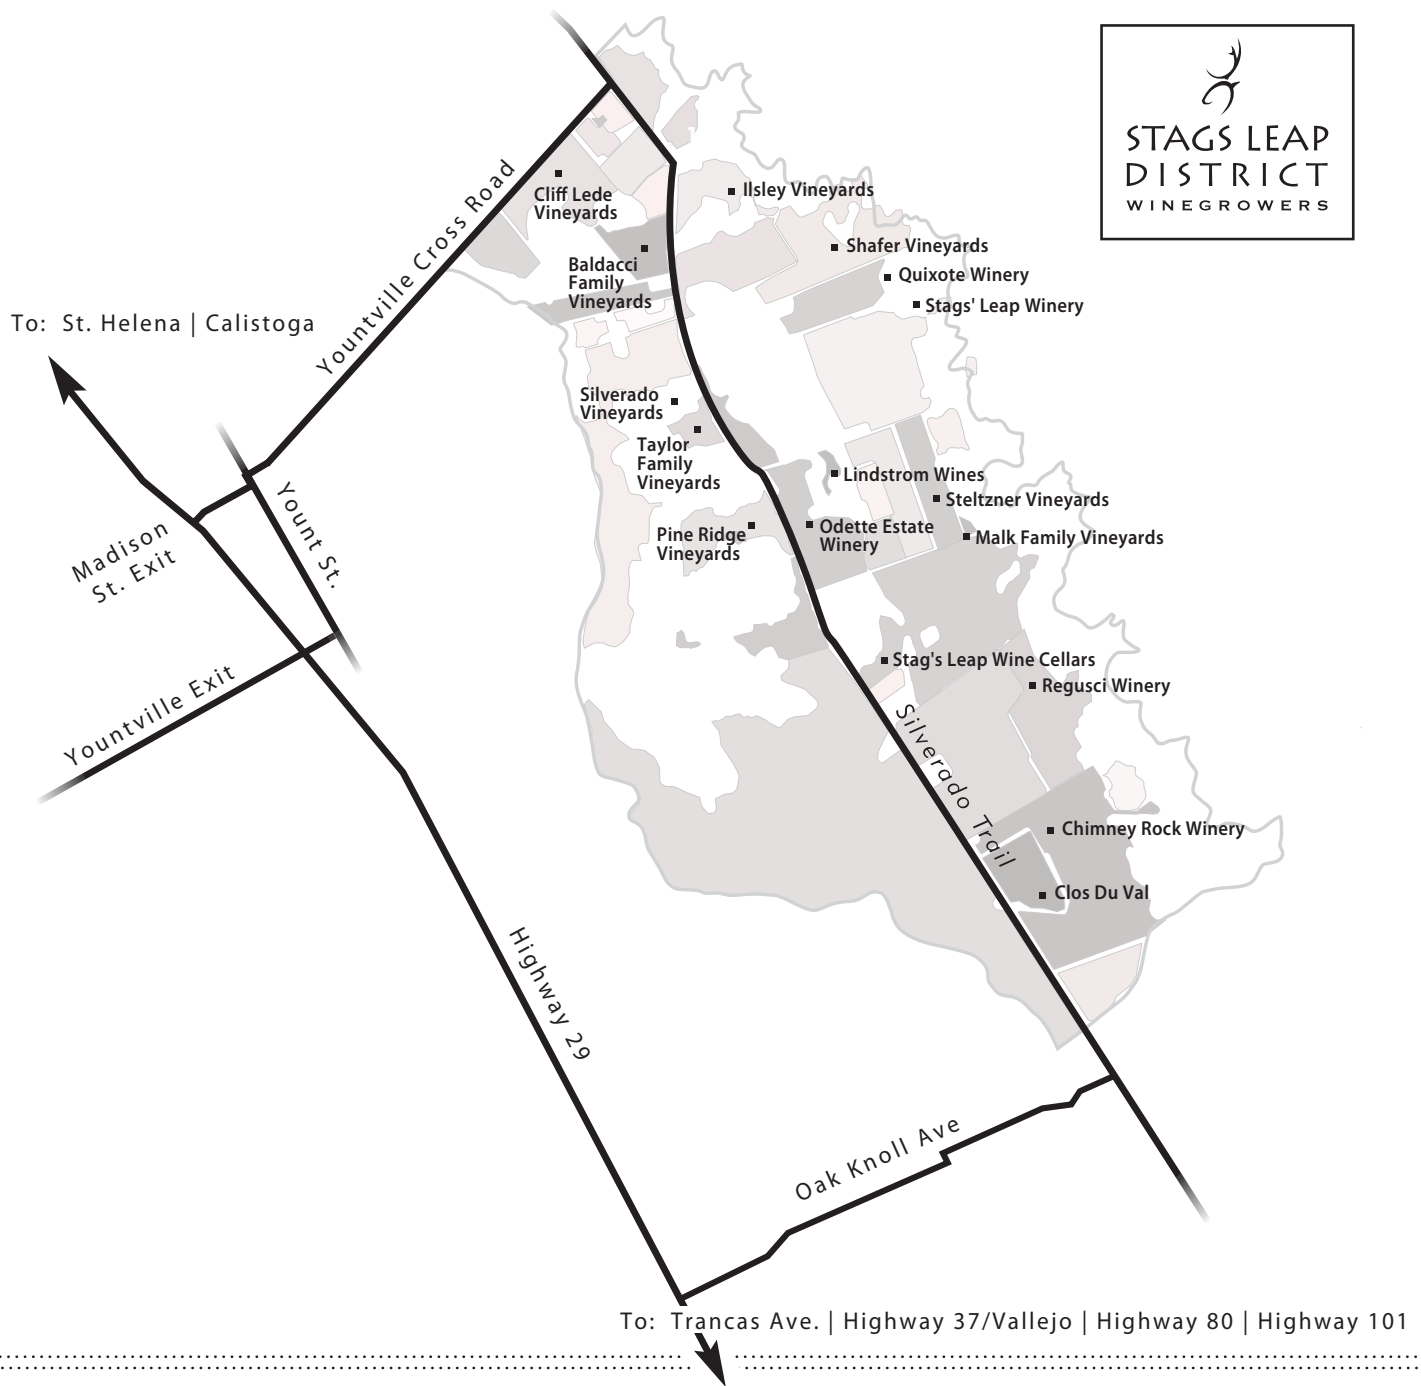 STAGS LEAP
DISTRICT
WINEGROWERS
Cliff Lede
Vineyards
Ilsley Vineyards
Yountville Cross Road
Baldacci
Family
Vineyards
Shafer Vineyards
Quixote Winery
Stags' Leap Winery
To: St. Helena | Calistoga
Silverado
Vineyards
Taylor
Family
Vineyards
Lindstrom Wines
Steltzner Vineyards
Yount St.
Madison
St. Exit
Pine Ridge
Vineyards
Odette Estate
Winery
Malk Family Vineyards
Yountville Exit
Stag's Leap Wine Cellars
Regusci Winery
Silverado Trail
Chimney Rock Winery
Clos Du Val
Highway 29
Oak Knoll Ave
To: Trancas Ave. | Highway 37/Vallejo | Highway 80 | Highway 101